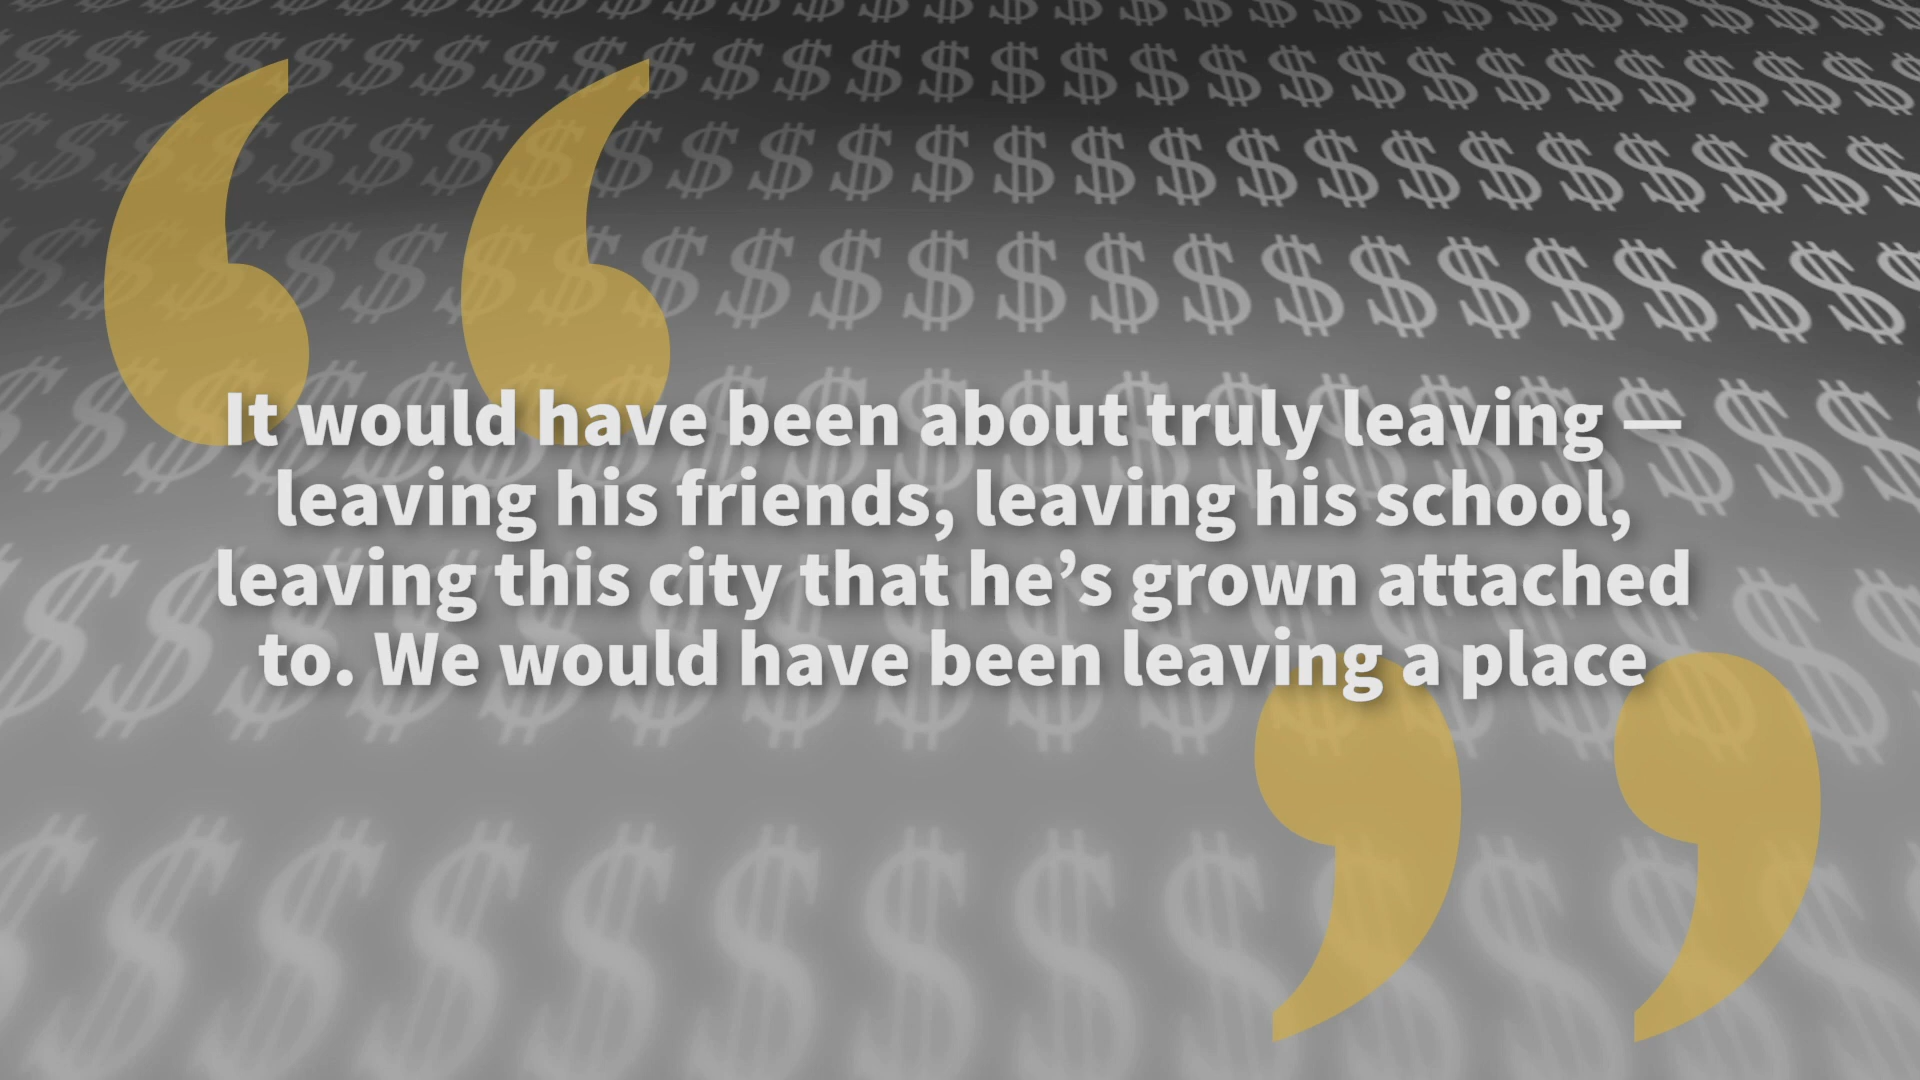 It would have been about truly leaving —
leaving his friends, leaving his school,
leaving this city that he’s grown attached
to. We would have been leaving a place